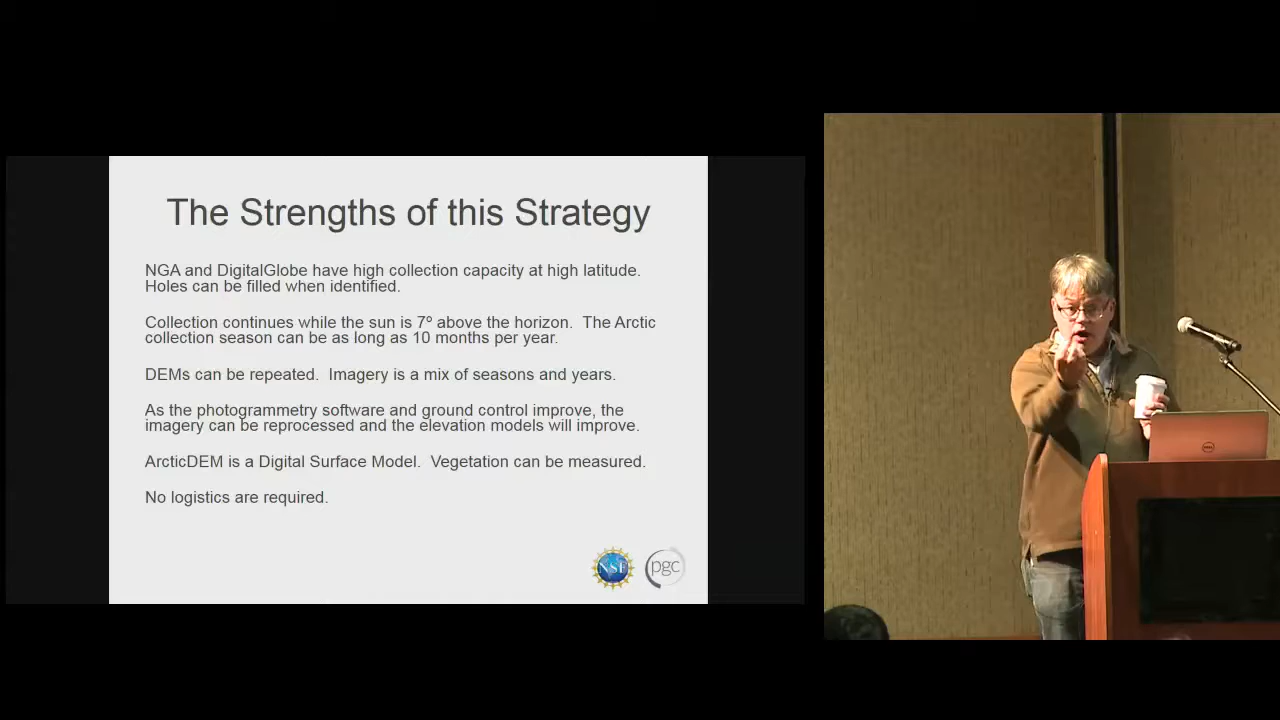 The Strengths of this Strategy
NGA and DigitalGlobe have high collection capacity at high latitude.
Holes can be filled when identified.
Collection continues while the sun is 7º above the horizon. The Arctic
collection season can be as long as 10 months per year.
DEMs can be repeated. Imagery is a mix of seasons and years.
As the photogrammetry software and ground control improve, the
imagery can be reprocessed and the elevation models will improve.
ArcticDEM is a Digital Surface Model. Vegetation can be measured.
No logistics are required.
NSF
pgc
DELL